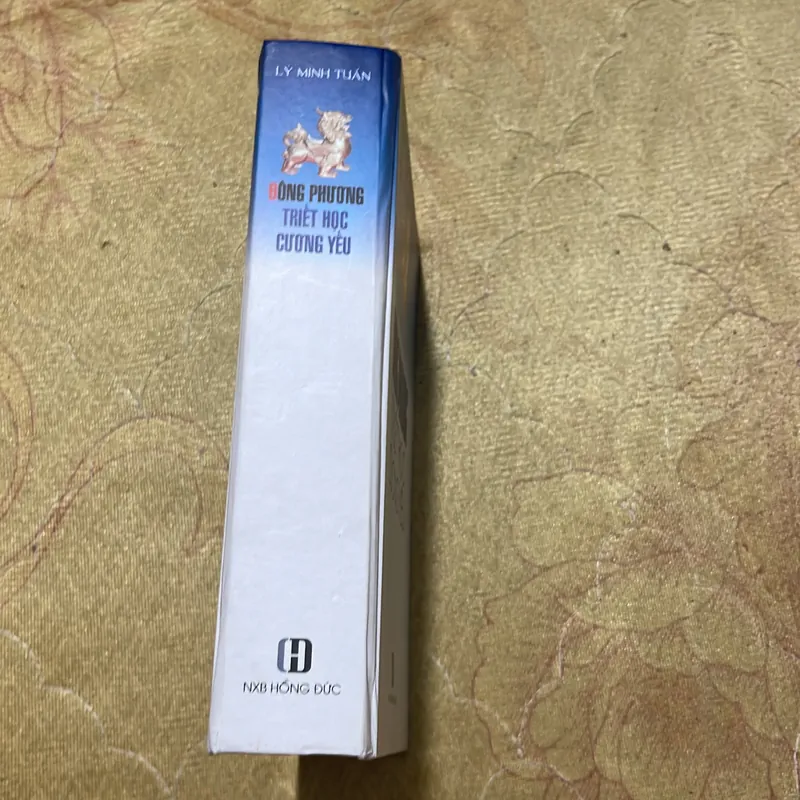 LÝ MINH TUẤN
ĐÔNG PHƯƠNG
TRIẾT HỌC
CƯƠNG YẾU
NXB HỒNG ĐỨC